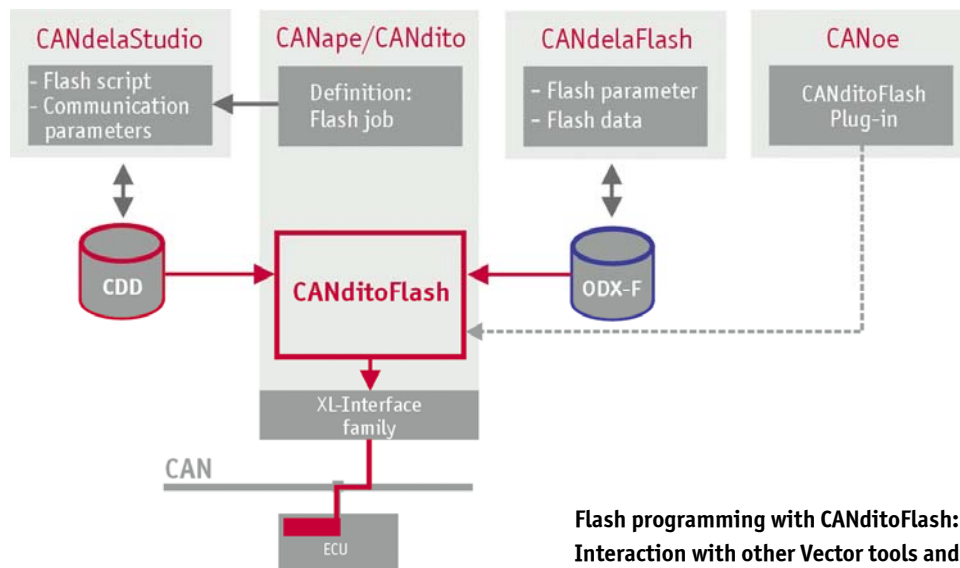 CANdelaStudio
- Flash script
- Communication
parameters
CANape/CANdito
Definition:
Flash job
CANdelaFlash
- Flash parameter
- Flash data
CANoe
CANditoFlash
Plug-in
CDD
CANditoFlash
ODX-F
XL-Interface
family
CAN
ECU
Flash programming with CANditoFlash:
Interaction with other Vector tools and